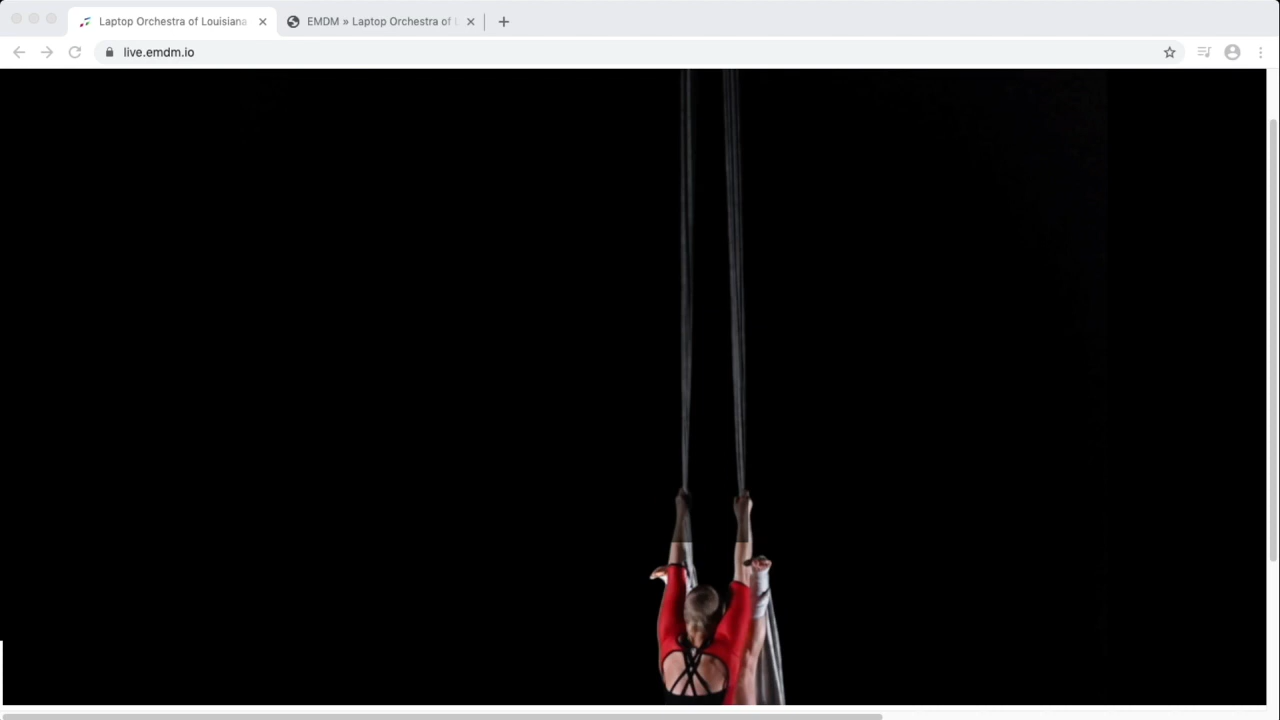 Laptop Orchestra of Louisiana
EMDM » Laptop Orchestra of
live.emdm.io